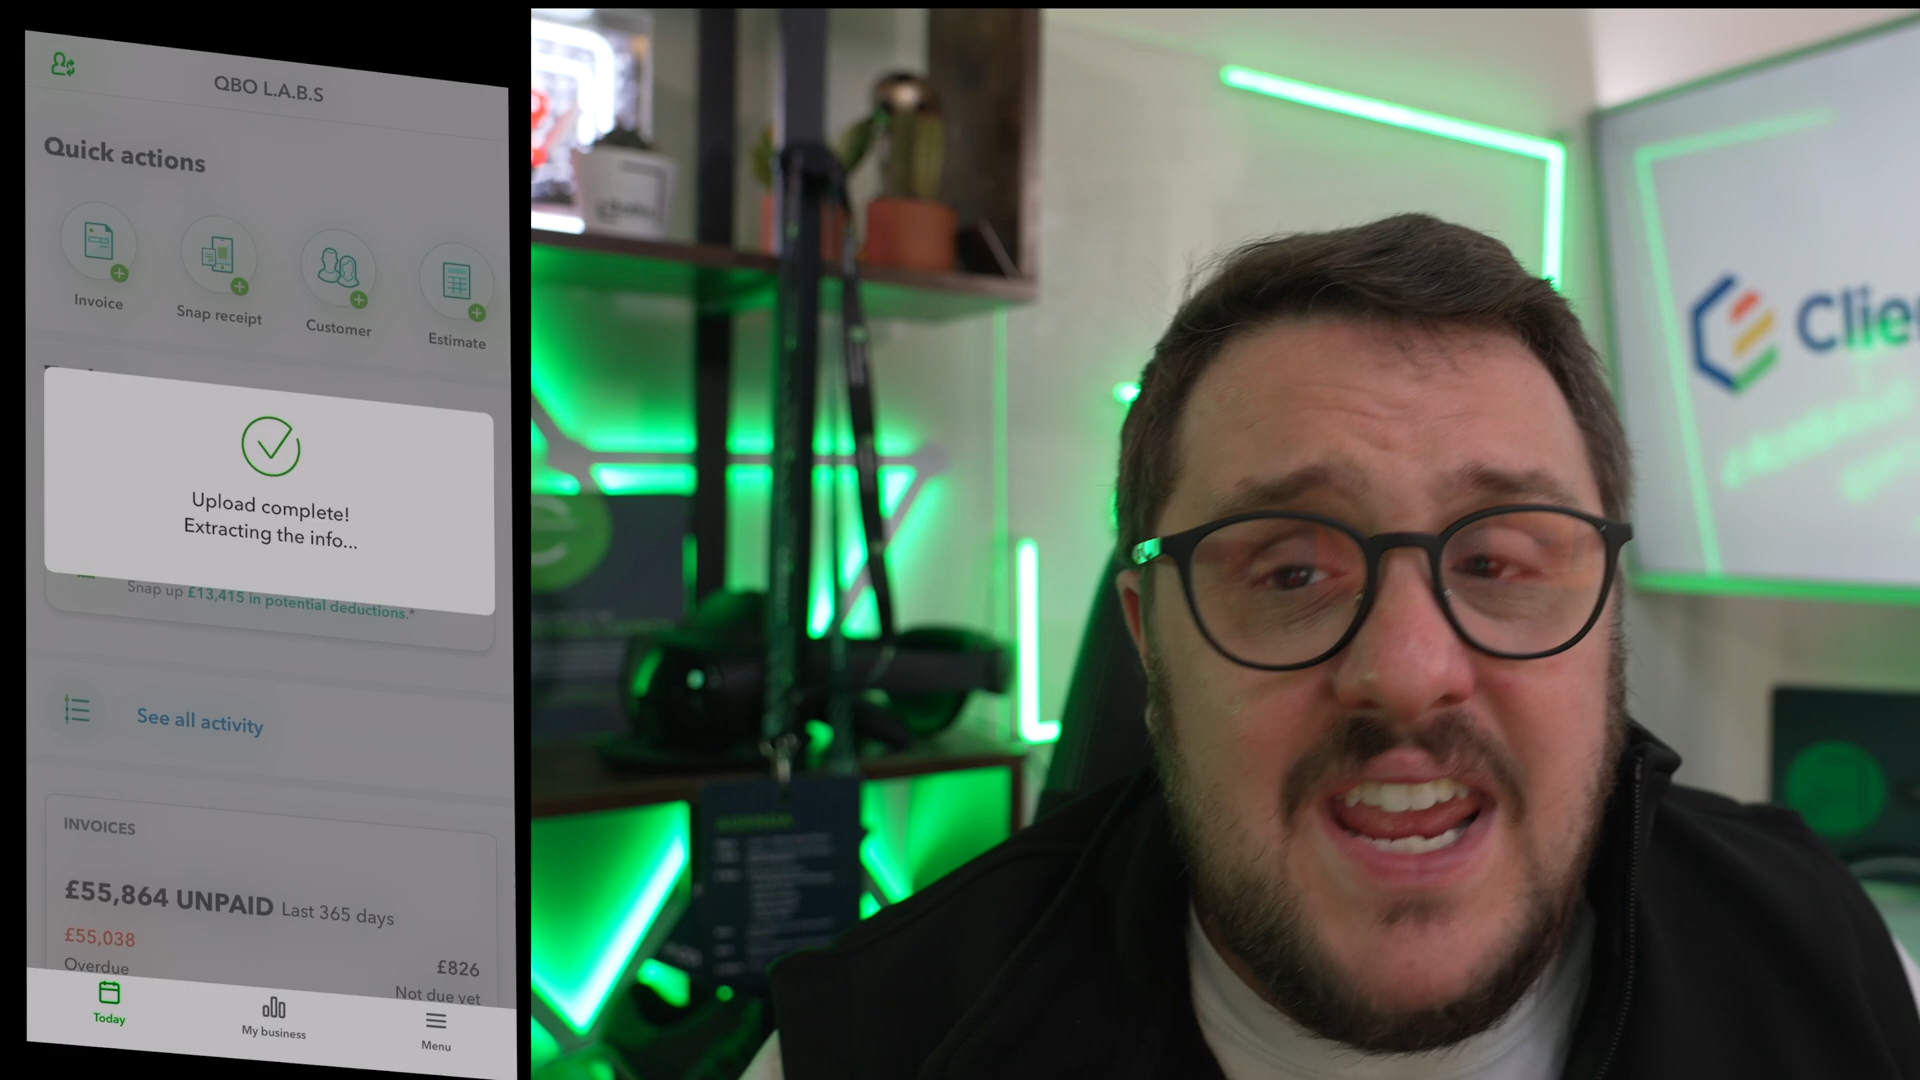 QBO L.A.B.S
Quick actions
Invoice
Snap receipt
Customer
Estimate
Upload complete!
Extracting the info...
Snap up £13,415 in potential deductions.*
See all activity
INVOICES
£55,864 UNPAID Last 365 days
£55,038
Overdue
£826
Not due yet
Today
My business
Menu
Clie